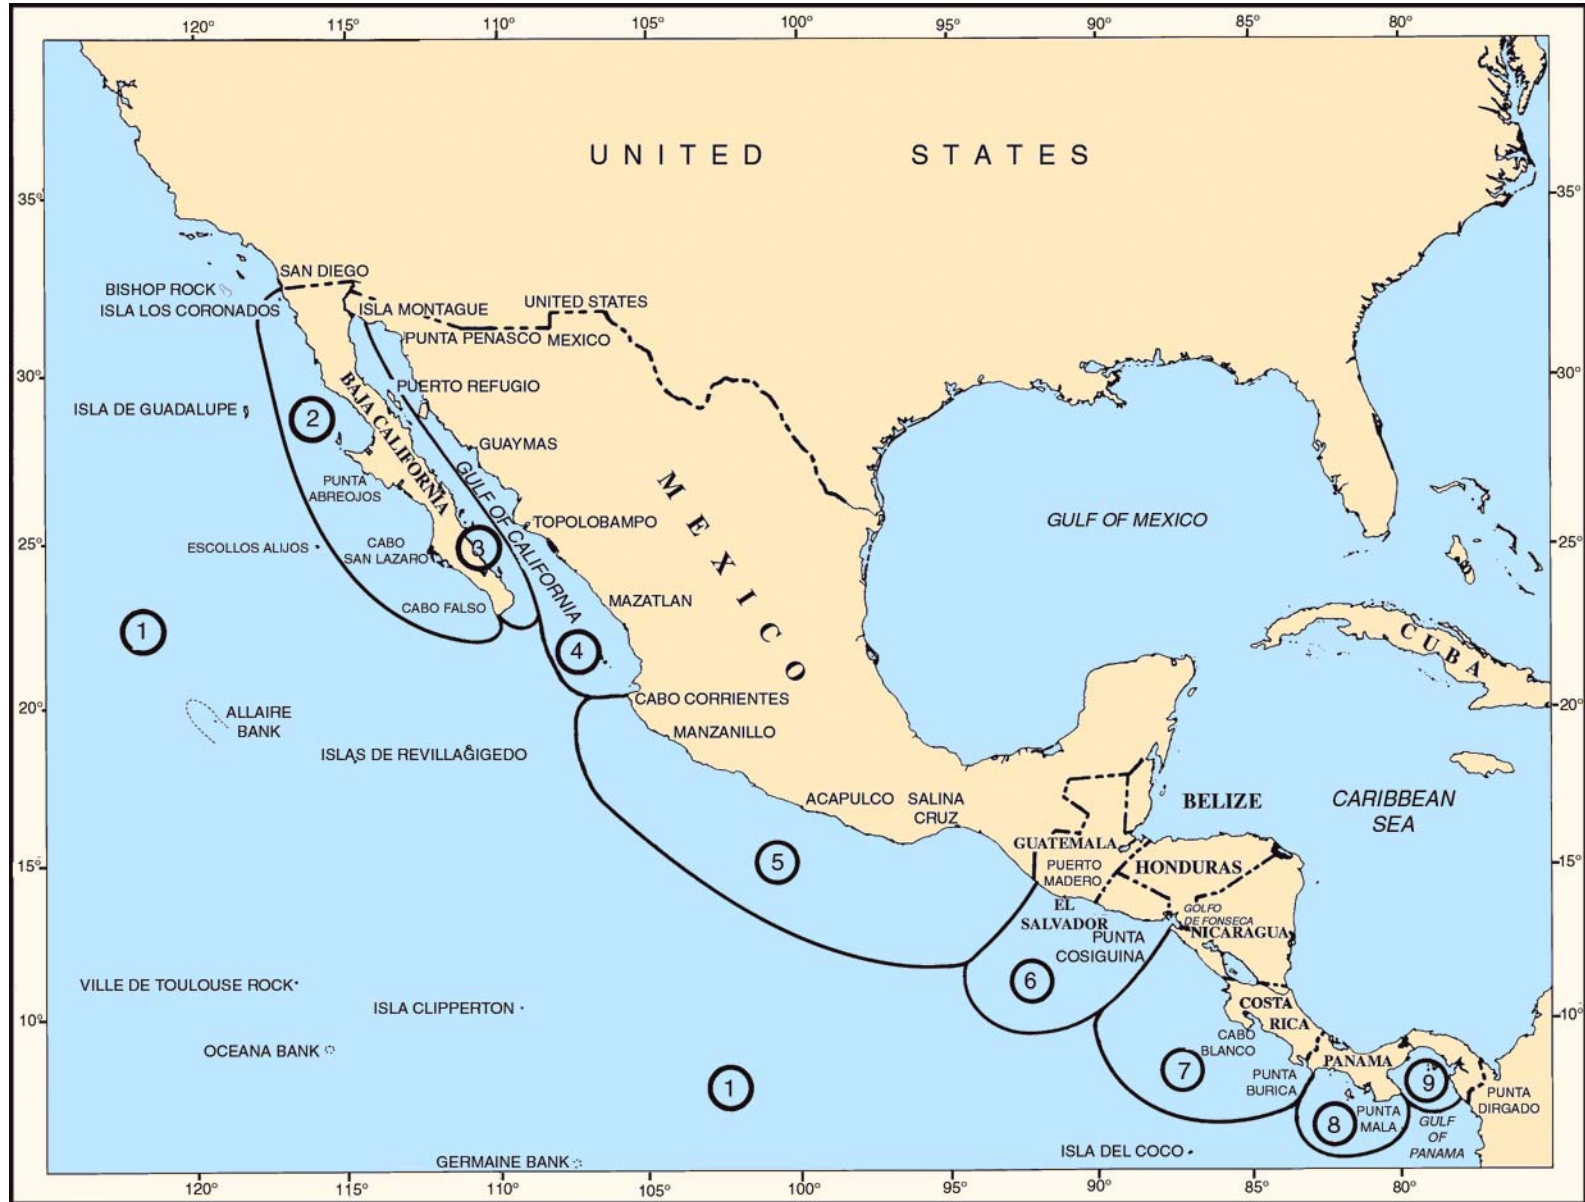 120° 115° 110° 105° 100° 95° 90° 85° 80°
UNITED STATES
35° 35°
SAN DIEGO
BISHOP ROCK
ISLA LOS CORONADOS
ISLA MONTAGUE
UNITED STATES
PUNTA PENASCO
MEXICO
30° 30°
PUERTO REFUGIO
BAJA CALIFORNIA
ISLA DE GUADALUPE
2
GUAYMAS
GULF OF CALIFORNIA
MEXICO
PUNTA
ABREOJOS
TOPOLOBAMPO
GULF OF MEXICO
25° 25°
ESCOLLOS ALIJOS
CABO
SAN LAZARO
3
CABO FALSO
MAZATLAN
1
4
CUBA
CABO CORRIENTES
20° 20°
ALLAIRE
BANK
MANZANILLO
ISLAS DE REVILLAGIGEDO
ACAPULCO
SALINA
CRUZ
BELIZE
CARIBBEAN
SEA
GUATEMALA
15° 15°
5
PUERTO
MADERO
HONDURAS
EL
SALVADOR
GOLFO
DE FONSECA
NICARAGUA
PUNTA
COSIGUINA
VILLE DE TOULOUSE ROCK
6
ISLA CLIPPERTON
COSTA
RICA
10° 10°
OCEANA BANK
CABO
BLANCO
PANAMA
7
PUNTA
BURICA
9
1
PUNTA
DIRGADO
8
PUNTA
MALA
GULF
OF
PANAMA
ISLA DEL COCO
GERMAINE BANK
120° 115° 110° 105° 100° 95° 90° 85° 80°